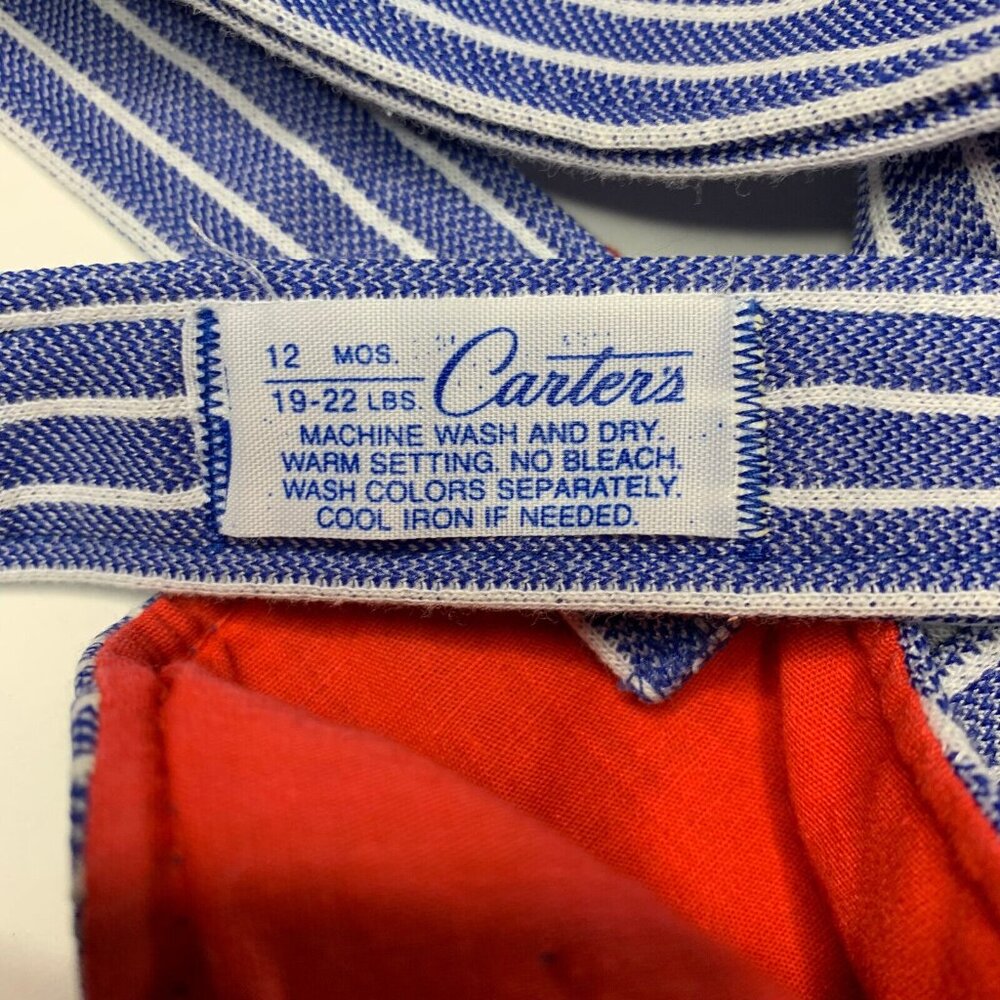 12 MOS.
19-22 LBS.
Carter's
MACHINE WASH AND DRY.
WARM SETTING. NO BLEACH.
WASH COLORS SEPARATELY.
COOL IRON IF NEEDED.